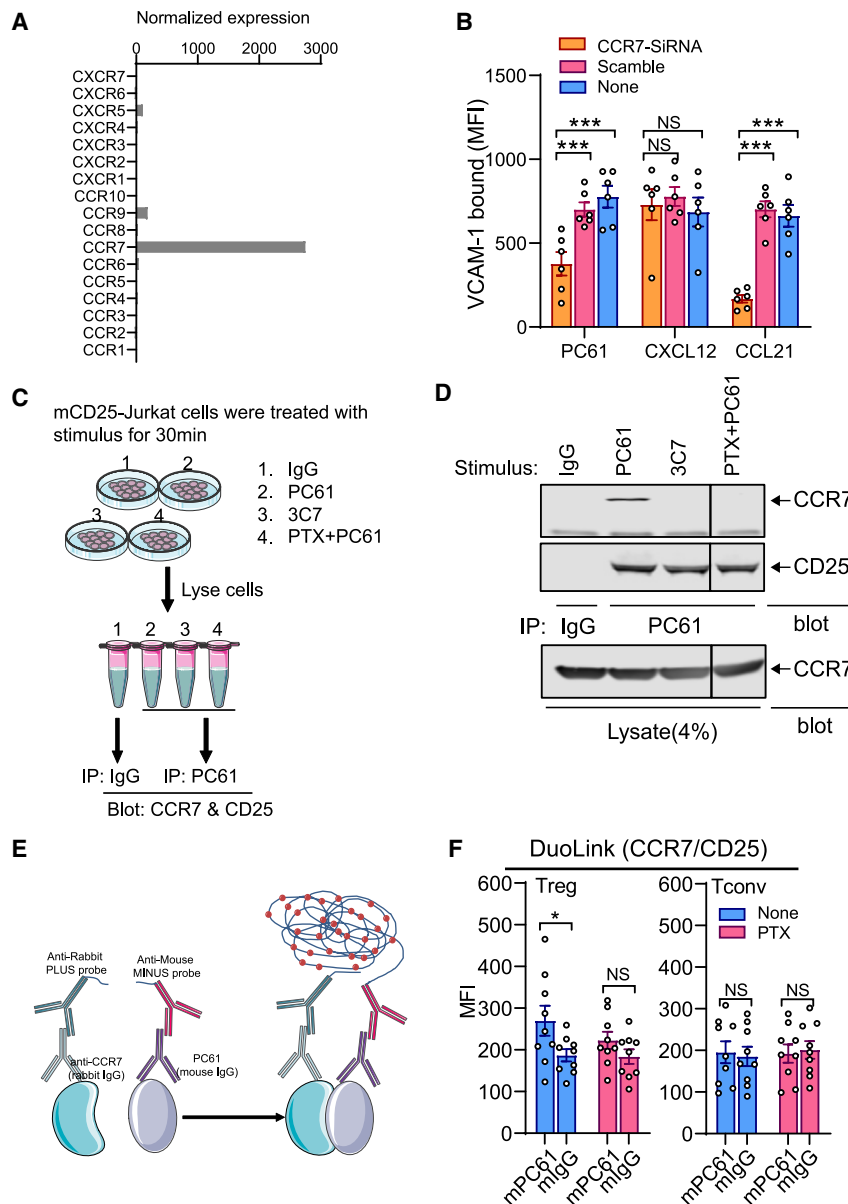 A
Normalized expression
0 1000 2000 3000
CXCR7
CXCR6
CXCR5
CXCR4
CXCR3
CXCR2
CXCR1
CCR10
CCR9
CCR8
CCR7
CCR6
CCR5
CCR4
CCR3
CCR2
CCR1
B
CCR7-SiRNA
Scamble
None
VCAM-1 bound (MFI)
1500
1000
500
0
*** *** NS NS *** ***
PC61 CXCL12 CCL21
C
mCD25-Jurkat cells were treated with
stimulus for 30min
1 2
3 4
1. IgG
2. PC61
3. 3C7
4. PTX+PC61
Lyse cells
1 2 3 4
IP: IgG IP: PC61
Blot: CCR7 & CD25
D
Stimulus: IgG PC61 3C7 PTX+PC61
CCR7
CD25
IP: IgG PC61 blot
CCR7
Lysate(4%) blot
E
Anti-Rabbit
PLUS probe
Anti-Mouse
MINUS probe
anti-CCR7
(rabbit IgG)
PC61
(mouse IgG)
F
DuoLink (CCR7/CD25)
MFI
600
500
400
300
200
100
0
Treg
* NS
mPC61 mIgG mPC61 mIgG
600
500
400
300
200
100
0
Tconv
None
PTX
NS NS
mPC61 mIgG mPC61 mIgG